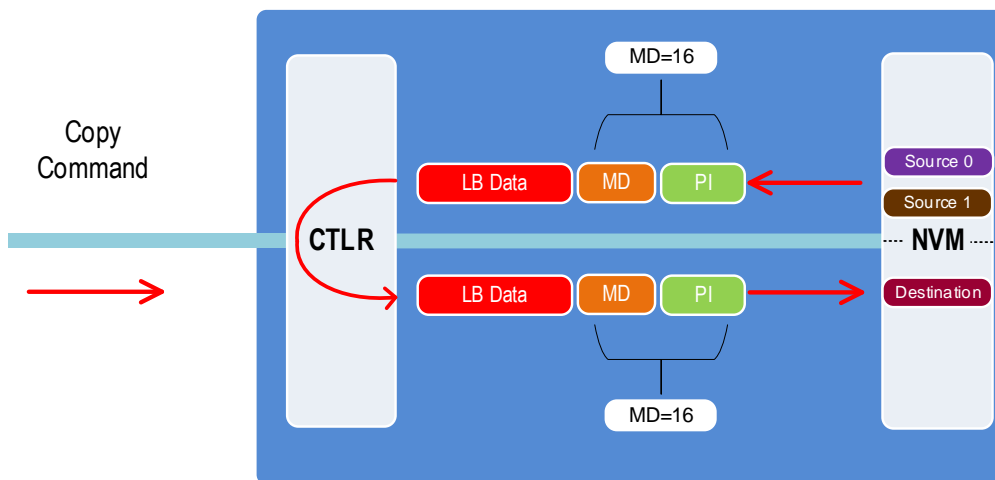 MD=16
Copy
Command
LB Data
MD
PI
Source 0
Source 1
CTLR
NVM
LB Data
MD
PI
Destination
MD=16